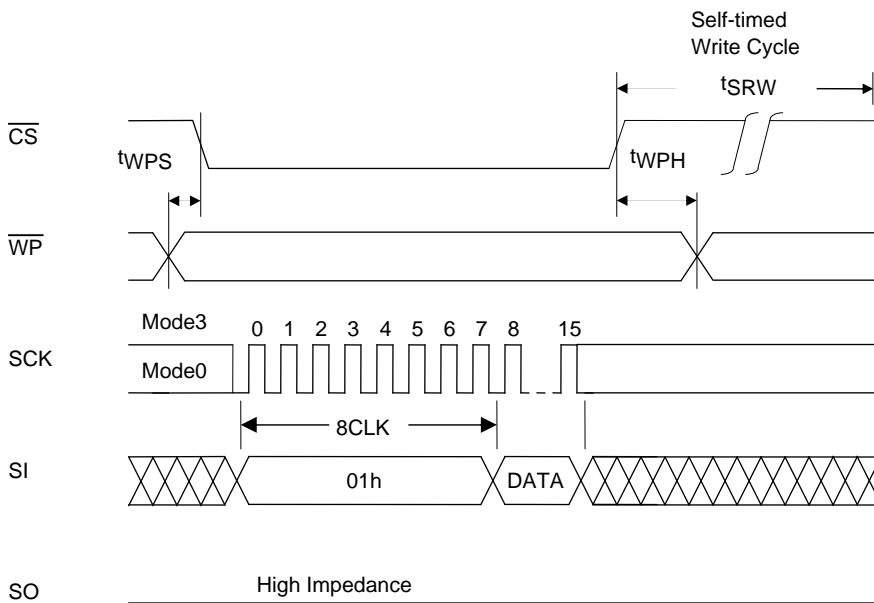 Self-timed
Write Cycle
tSRW
CS
tWPS
tWPH
WP
Mode3
0 1 2 3 4 5 6 7 8 15
SCK
Mode0
8CLK
SI
01h
DATA
High Impedance
SO